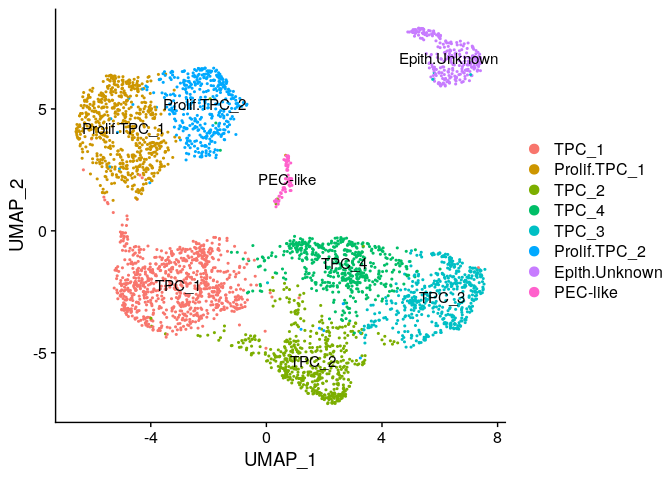 Epith.Unknown
Prolif.TPC_2
Prolif.TPC_1
PEC-like
TPC_4
TPC_1
TPC_3
TPC_2
5
0
-5
UMAP_2
-4
0
4
8
UMAP_1
TPC_1
Prolif.TPC_1
TPC_2
TPC_4
TPC_3
Prolif.TPC_2
Epith.Unknown
PEC-like